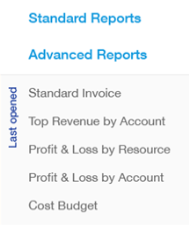 Standard Reports
Advanced Reports
Last opened
Standard Invoice
Top Revenue by Account
Profit & Loss by Resource
Profit & Loss by Account
Cost Budget